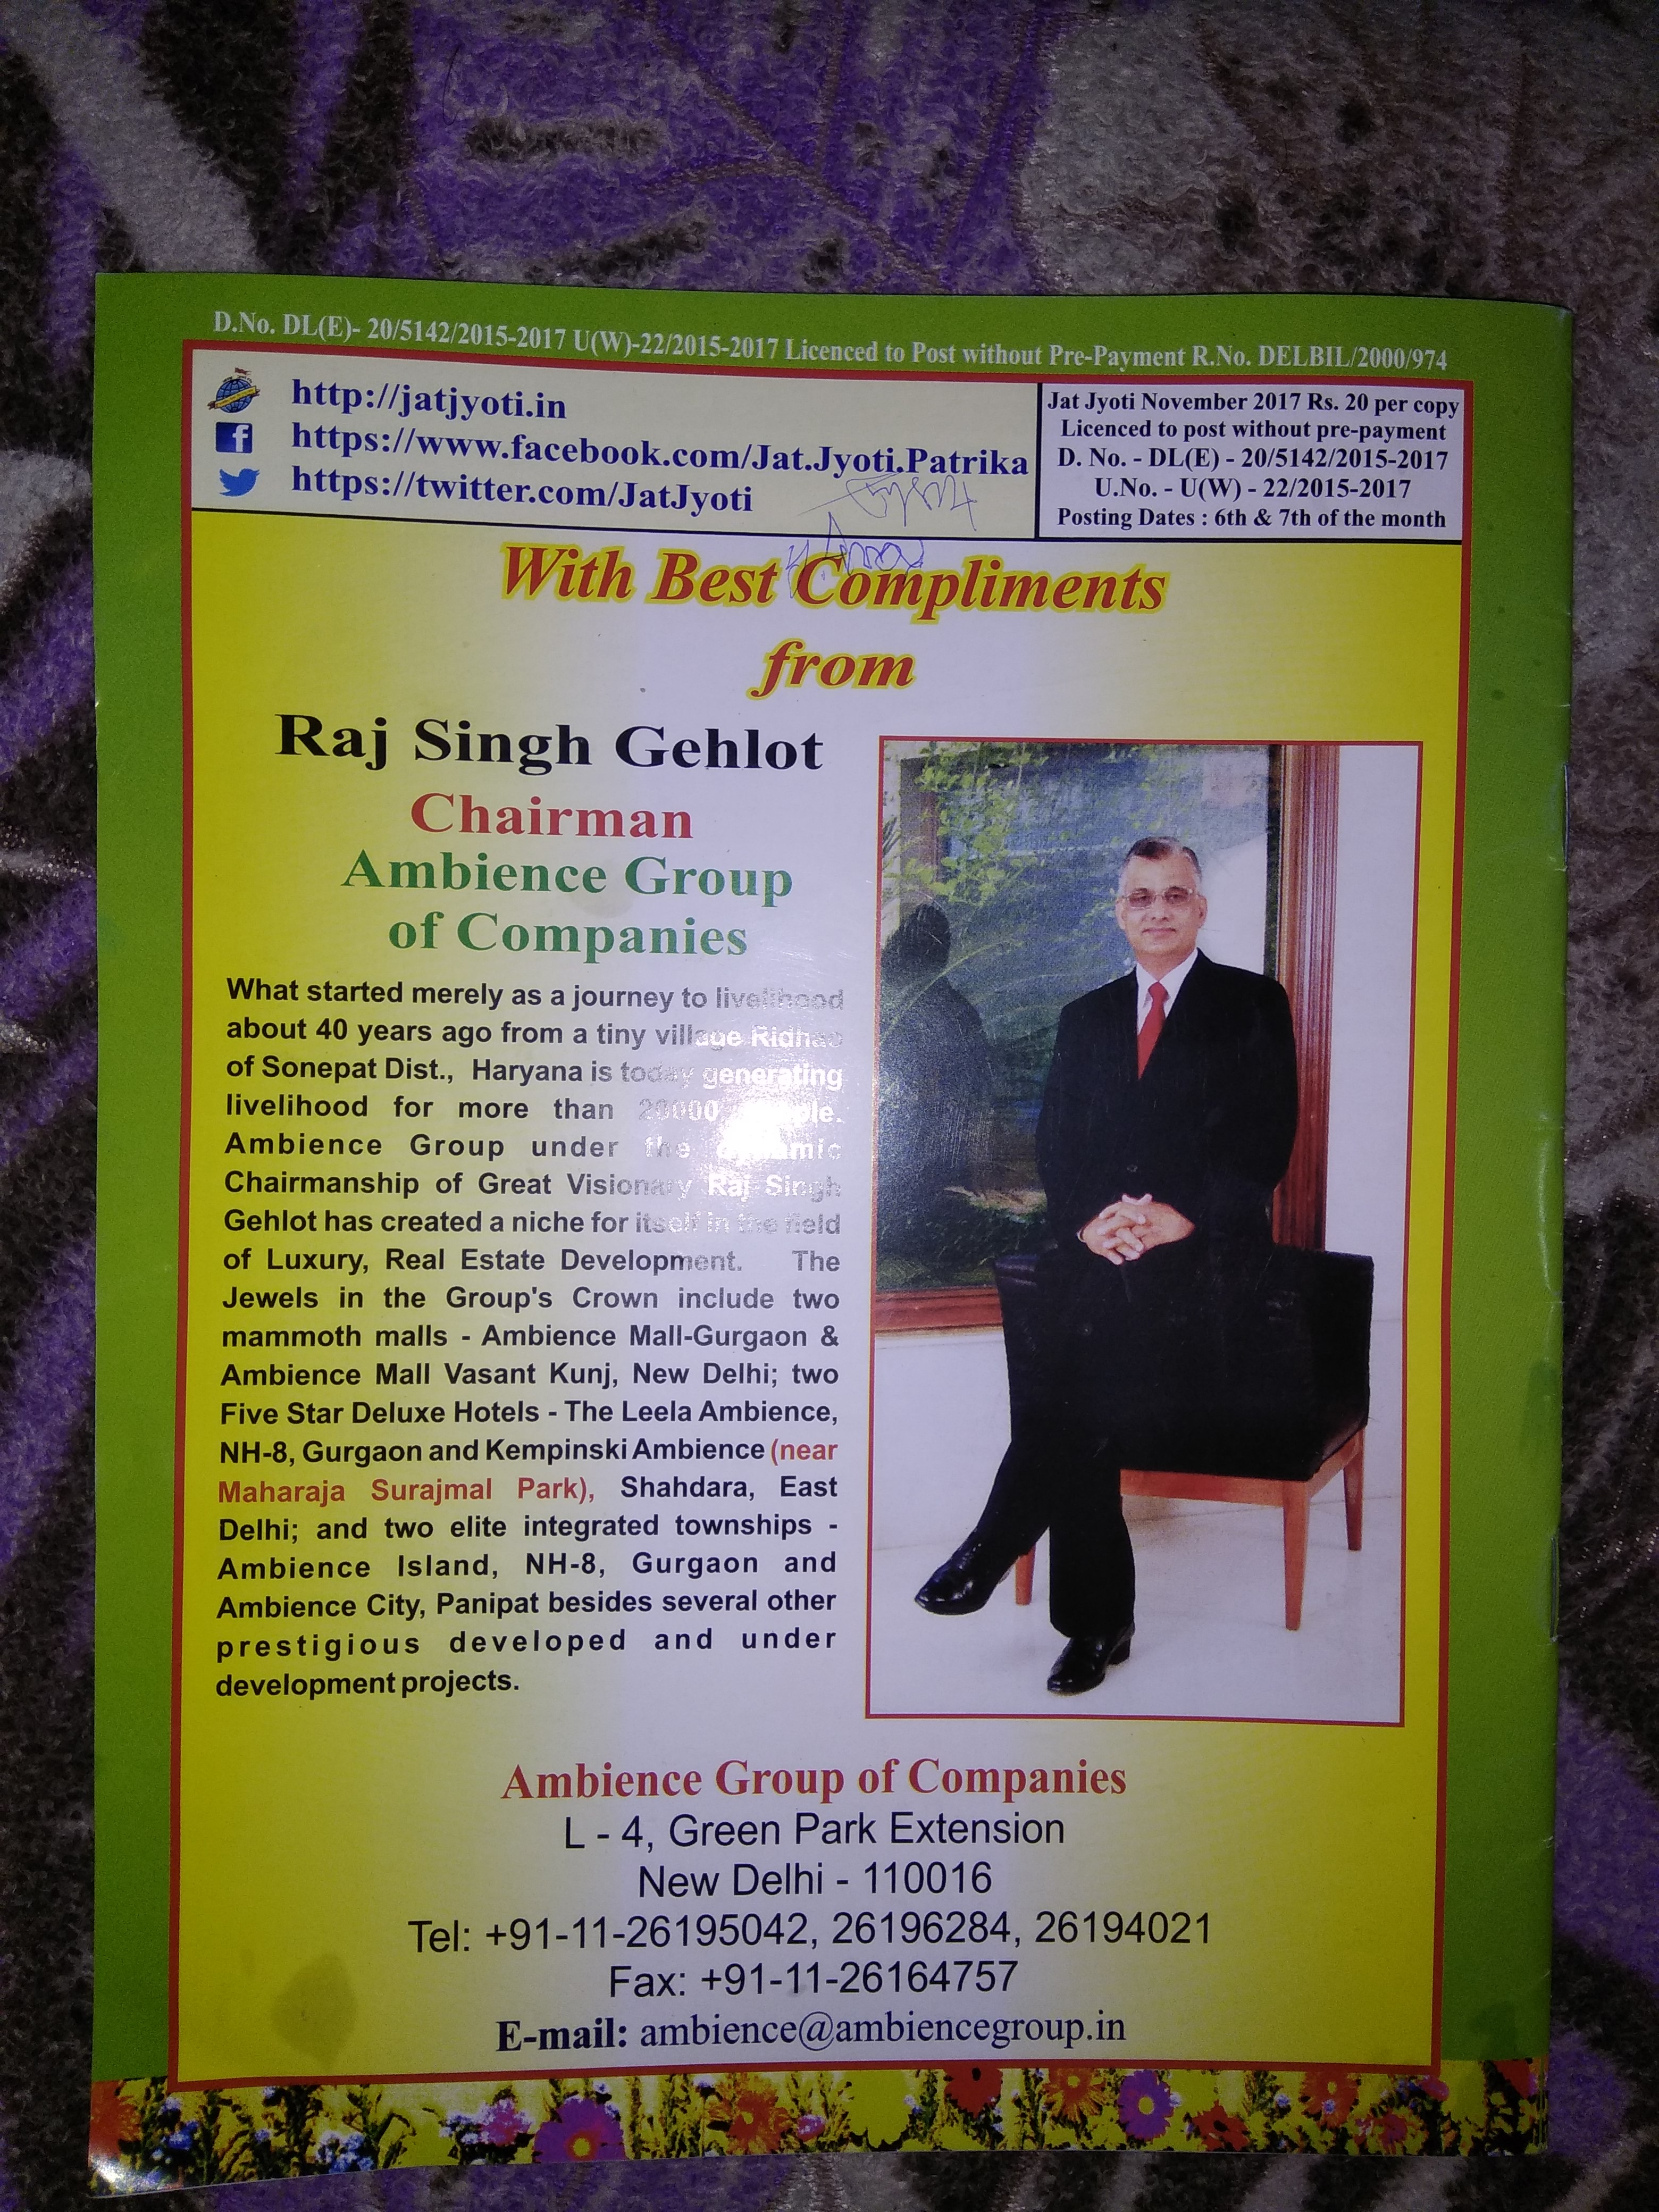 D.No. DL(E)- 20/5142/2015-2017 U(W)-22/2015-2017 Licenced to Post without Pre-Payment R.No. DELBIL/2000/974
http://jatjyoti.in
https://www.facebook.com/Jat.Jyoti.Patrika
https://twitter.com/JatJyoti
Jat Jyoti November 2017 Rs. 20 per copy
Licenced to post without pre-payment
D. No. - DL(E) - 20/5142/2015-2017
U.No. - U(W) - 22/2015-2017
Posting Dates : 6th & 7th of the month
With Best Compliments
from
Raj Singh Gehlot
Chairman
Ambience Group
of Companies
What started merely as a journey to livelihood
about 40 years ago from a tiny village Ridhao
of Sonepat Dist., Haryana is today generating
livelihood for more than 20000
Ambience Group under the
Chairmanship of Great Visionary Raj Singh
Gehlot has created a niche for itself in the field
of Luxury, Real Estate Development. The
Jewels in the Group's Crown include two
mammoth malls - Ambience Mall-Gurgaon &
Ambience Mall Vasant Kunj, New Delhi; two
Five Star Deluxe Hotels - The Leela Ambience,
NH-8, Gurgaon and Kempinski Ambience (near
Maharaja Surajmal Park), Shahdara, East
Delhi; and two elite integrated townships -
Ambience Island, NH-8, Gurgaon and
Ambience City, Panipat besides several other
prestigious developed and under
development projects.
Ambience Group of Companies
L - 4, Green Park Extension
New Delhi - 110016
Tel: +91-11-26195042, 26196284, 26194021
Fax: +91-11-26164757
E-mail: ambience@ambiencegroup.in